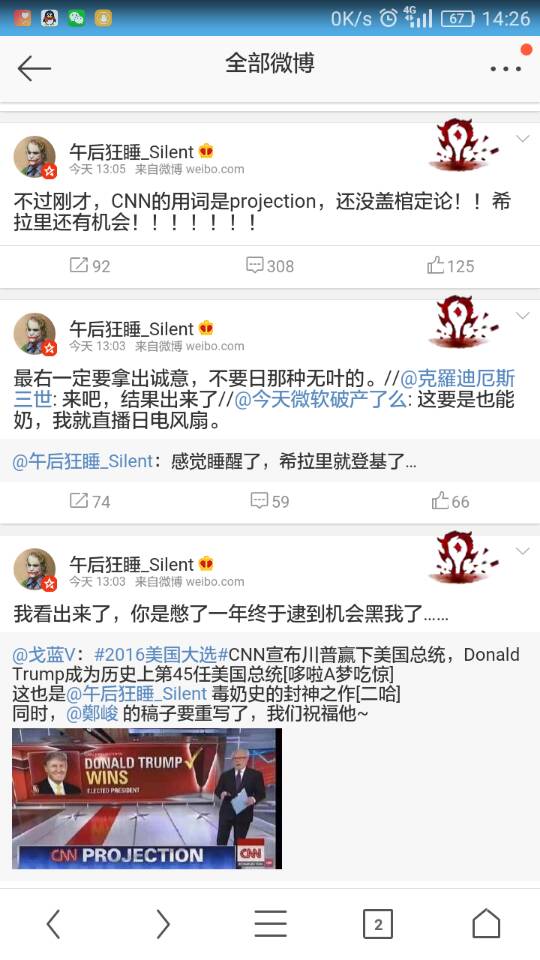 0K/s 4G 67 14:26
全部微博
午后狂睡_Silent
今天 13:05 来自微博 weibo.com
不过刚才，CNN的用词是projection，还没盖棺定论！！希
拉里还有机会！！！！！！！
92 308 125
午后狂睡_Silent
今天 13:03 来自微博 weibo.com
最右一定要拿出诚意，不要日那种无叶的。//@克羅迪厄斯
三世: 来吧，结果出来了//@今天微软破产了么: 这要是也能
奶，我就直播日电风扇。
@午后狂睡_Silent：感觉睡醒了，希拉里就登基了...
74 59 66
午后狂睡_Silent
今天 13:03 来自微博 weibo.com
我看出来了，你是憋了一年终于逮到机会黑我了......
@戈蓝V：#2016美国大选#CNN宣布川普赢下美国总统，Donald
Trump成为历史上第45任美国总统[哆啦A梦吃惊]
这也是@午后狂睡_Silent 毒奶史的封神之作[二哈]
同时，@鄭峻 的稿子要重写了，我们祝福他~
DONALD TRUMP
WINS
ELECTED PRESIDENT
CNN PROJECTION
CNN
2